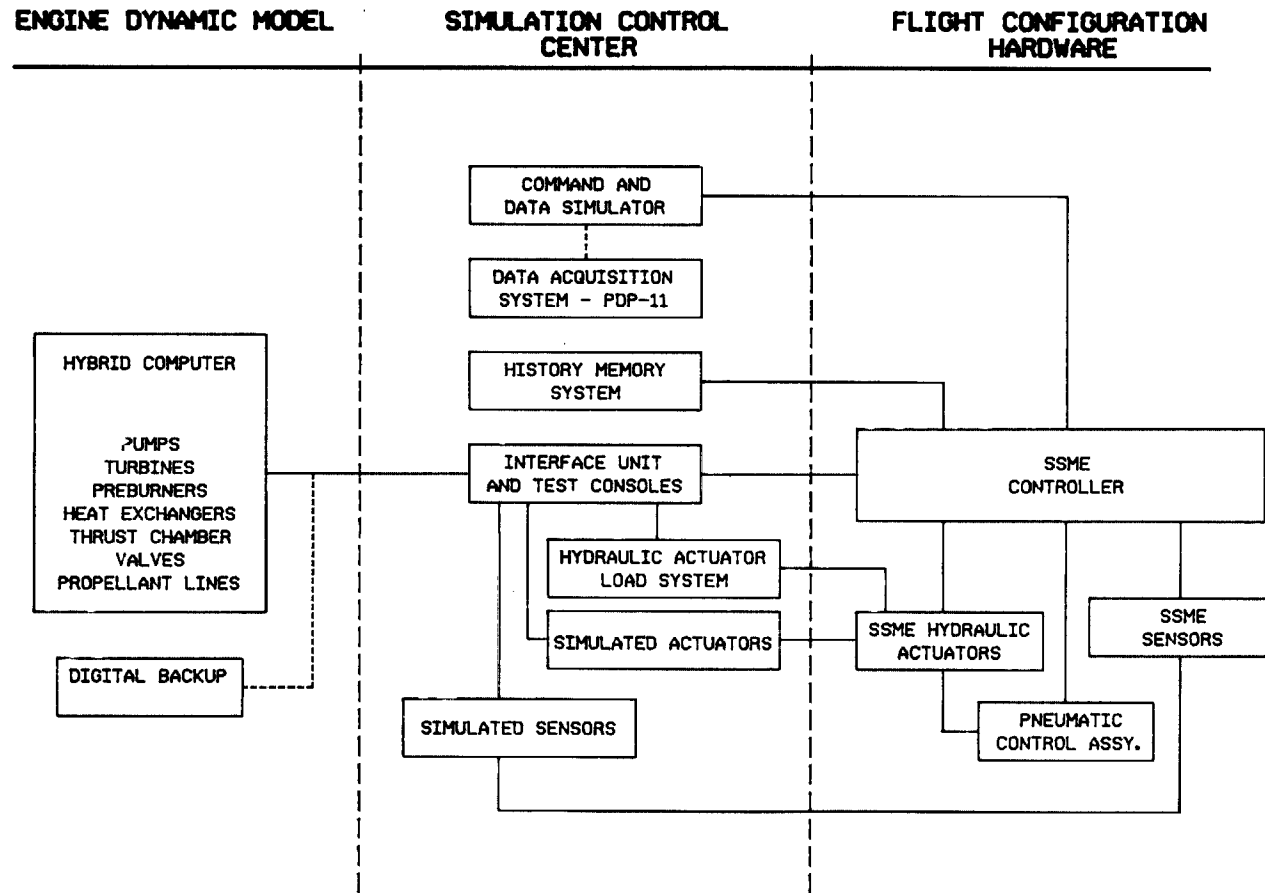 ENGINE DYNAMIC MODEL
SIMULATION CONTROL
CENTER
FLIGHT CONFIGURATION
HARDWARE
COMMAND AND
DATA SIMULATOR
DATA ACQUISITION
SYSTEM - PDP-11
HYBRID COMPUTER
PUMPS
TURBINES
PREBURNERS
HEAT EXCHANGERS
THRUST CHAMBER
VALVES
PROPELLANT LINES
HISTORY MEMORY
SYSTEM
INTERFACE UNIT
AND TEST CONSOLES
SSME
CONTROLLER
HYDRAULIC ACTUATOR
LOAD SYSTEM
SIMULATED ACTUATORS
SSME HYDRAULIC
ACTUATORS
SSME
SENSORS
DIGITAL BACKUP
SIMULATED SENSORS
PNEUMATIC
CONTROL ASSY.